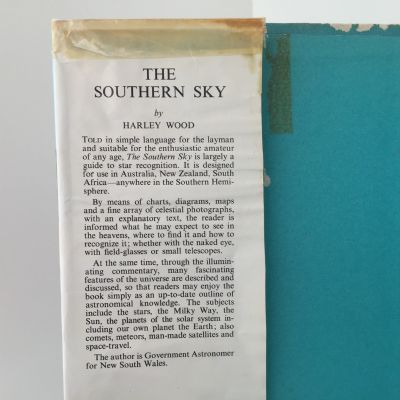 THE
SOUTHERN SKY
by
HARLEY WOOD
TOLD in simple language for the layman
and suitable for the enthusiastic amateur
of any age, The Southern Sky is largely a
guide to star recognition. It is designed
for use in Australia, New Zealand, South
Africa—anywhere in the Southern Hemi-
sphere.
By means of charts, diagrams, maps
and a fine array of celestial photographs,
with an explanatory text, the reader is
informed what he may expect to see in
the heavens, where to find it and how to
recognize it; whether with the naked eye,
with field-glasses or small telescopes.
At the same time, through the illumin-
ating commentary, many fascinating
features of the universe are described and
discussed, so that readers may enjoy the
book simply as an up-to-date outline of
astronomical knowledge. The subjects
include the stars, the Milky Way, the
Sun, the planets of the solar system in-
cluding our own planet the Earth; also
comets, meteors, man-made satellites and
space-travel.
The author is Government Astronomer
for New South Wales.